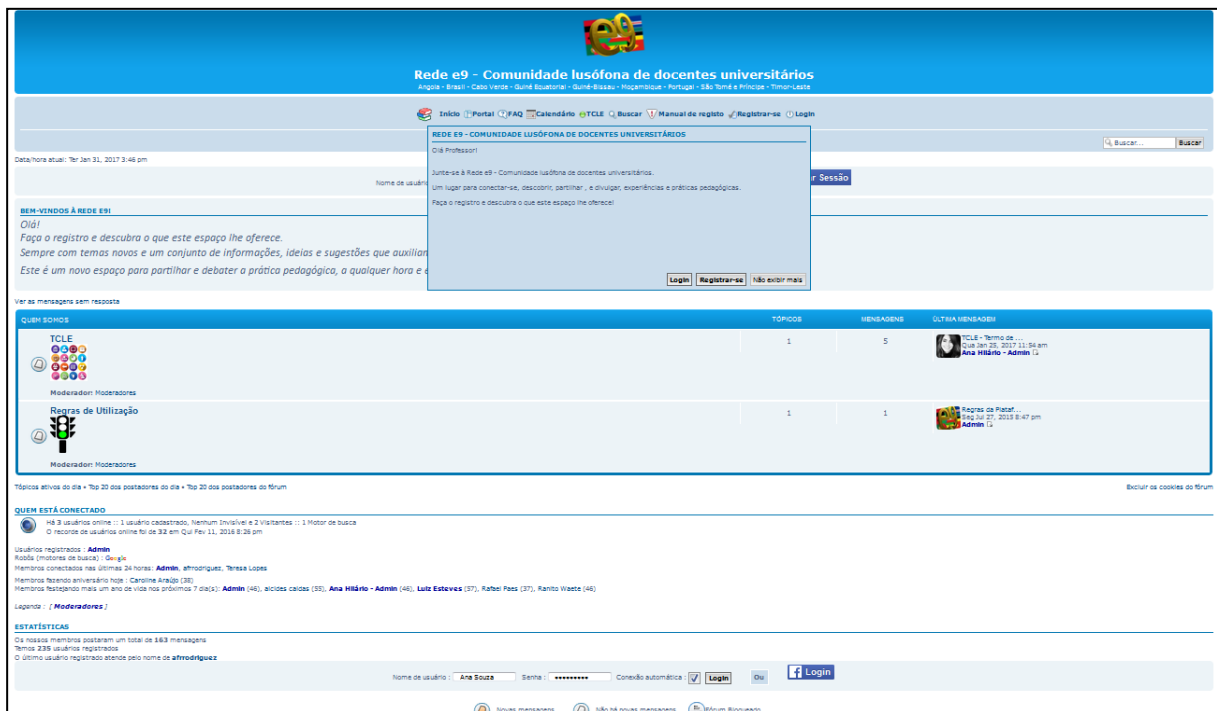 e9
Rede e9 - Comunidade lusófona de docentes universitários
Angola - Brasil - Cabo Verde - Guiné Equatorial - Guiné-Bissau - Moçambique - Portugal - São Tomé e Príncipe - Timor-Leste
Início Portal FAQ Calendário TCLE Buscar Manual de registo Registrar-se Login
REDE E9 - COMUNIDADE LUSÓFONA DE DOCENTES UNIVERSITÁRIOS
Olá Professor!
Junte-se à Rede e9 - Comunidade lusófona de docentes universitários.
Um lugar para conectar-se, descobrir, partilhar , e divulgar, experiências e práticas pedagógicas.
Faça o registro e descubra o que este espaço lhe oferece!
Login Registrar-se Não exibir mais
Buscar... Buscar
Data/hora atual: Ter Jan 31, 2017 3:46 pm
Nome de usuário Sessão
BEM-VINDOS À REDE E9!
Olá!
Faça o registro e descubra o que este espaço lhe oferece.
Sempre com temas novos e um conjunto de informações, ideias e sugestões que auxilian
Este é um novo espaço para partilhar e debater a prática pedagógica, a qualquer hora e
Ver as mensagens sem resposta
QUEM SOMOS TÓPICOS MENSAGENS ÚLTIMA MENSAGEM
TCLE 1 5 TCLE - Termo de ...
Qua Jan 25, 2017 11:54 am
Ana Hilário - Admin
Moderador: Moderadores
Regras de Utilização 1 1 Regras da Plataf...
Seg Jul 27, 2015 8:47 pm
Admin
Moderador: Moderadores
Tópicos ativos do dia • Top 20 dos postadores do dia • Top 20 dos postadores do fórum Excluir os cookies do fórum
QUEM ESTÁ CONECTADO
Há 3 usuários online :: 1 usuário cadastrado, Nenhum Invisível e 2 Visitantes :: 1 Motor de busca
O recorde de usuários online foi de 32 em Qui Fev 11, 2016 8:26 pm
Usuários registrados : Admin
Robôs (motores de busca) : Google
Membros conectados nas últimas 24 horas: Admin, afrrodriguez, Teresa Lopes
Membros fazendo aniversário hoje : Caroline Araújo (38)
Membros festejando mais um ano de vida nos próximos 7 dia(s): Admin (46), alcides caldas (55), Ana Hilário - Admin (46), Luiz Esteves (57), Rafael Paes (37), Ranito Waete (46)
Legenda : [ Moderadores ]
ESTATÍSTICAS
Os nossos membros postaram um total de 163 mensagens
Temos 235 usuários registrados
O último usuário registrado atende pelo nome de afrrodriguez
Nome de usuário : Ana Souza Senha : ••••••••• Conexão automática : Login Ou f Login
Novas mensagens Não há novas mensagens Fórum Bloqueado